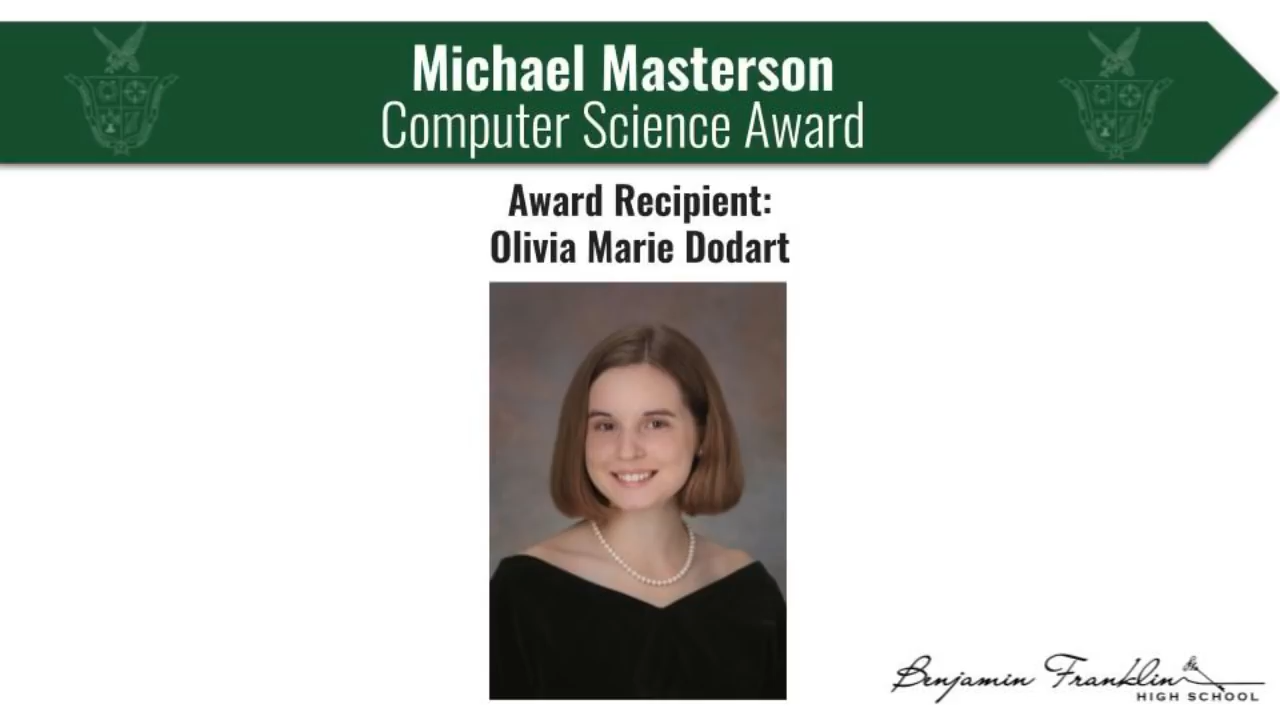 Michael Masterson
Computer Science Award
Award Recipient:
Olivia Marie Dodart
Benjamin Franklin
HIGH SCHOOL